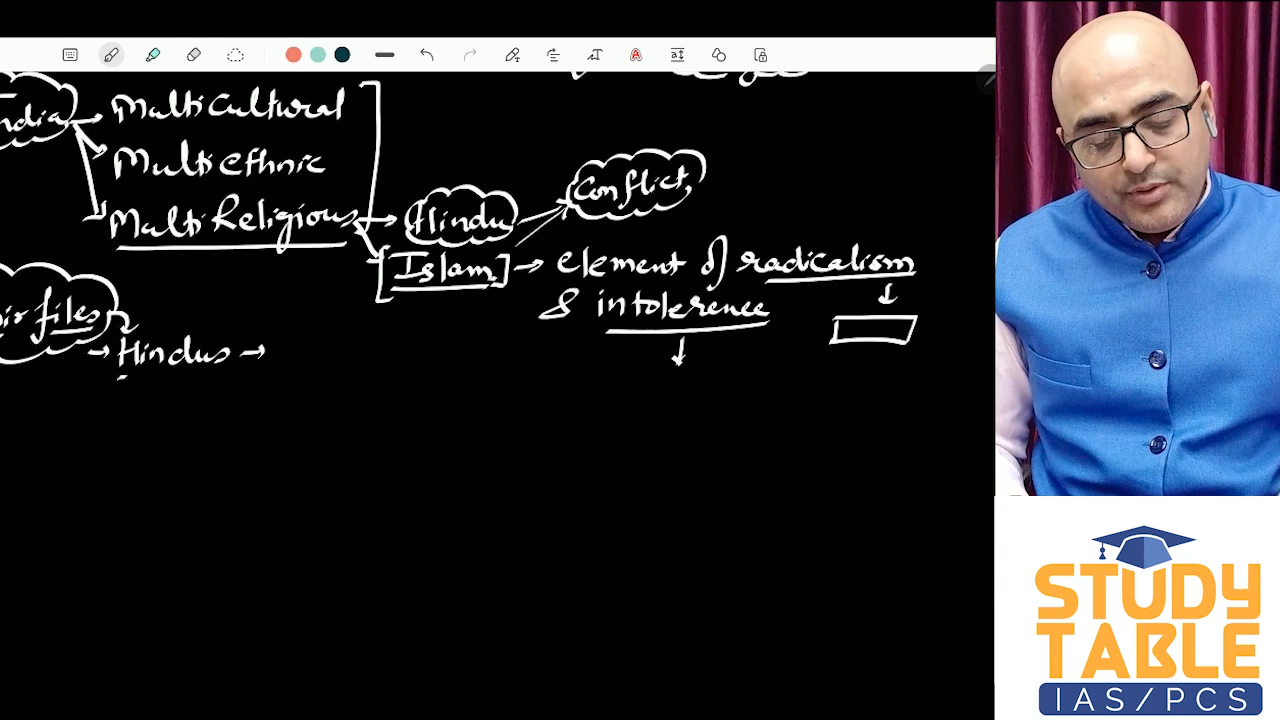 ndia → Multi Cultural
Multi ethnic
Multi Religious → Hindu → Conflict,
[Islam.] → element of radicalism
& intolerence
files
→ Hindus →
STUDY
TABLE
IAS/PCS